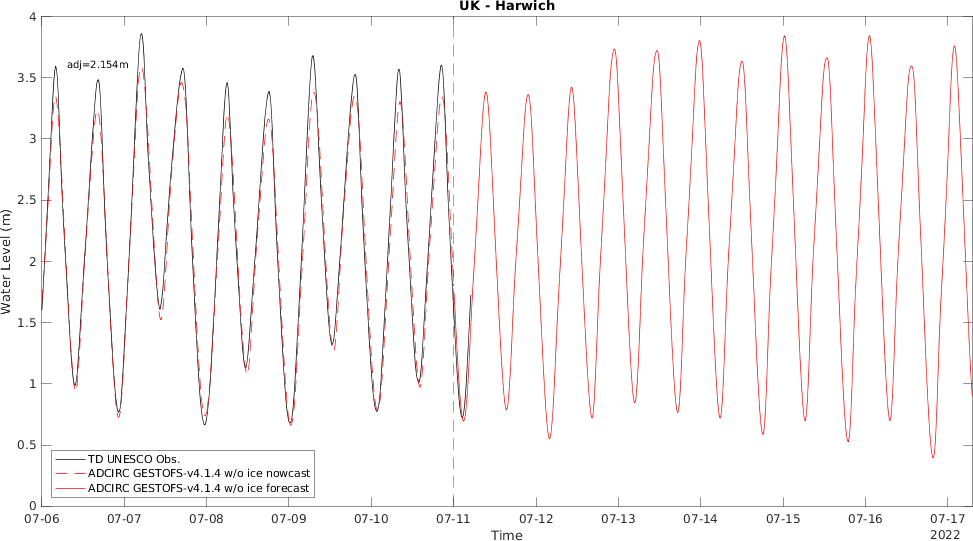 UK - Harwich
adj=2.154m
Water Level (m)
4
3.5
3
2.5
2
1.5
1
0.5
0
TD UNESCO Obs.
ADCIRC GESTOFS-v4.1.4 w/o ice nowcast
ADCIRC GESTOFS-v4.1.4 w/o ice forecast
07-06 07-07 07-08 07-09 07-10 07-11 07-12 07-13 07-14 07-15 07-16 07-17
2022
Time